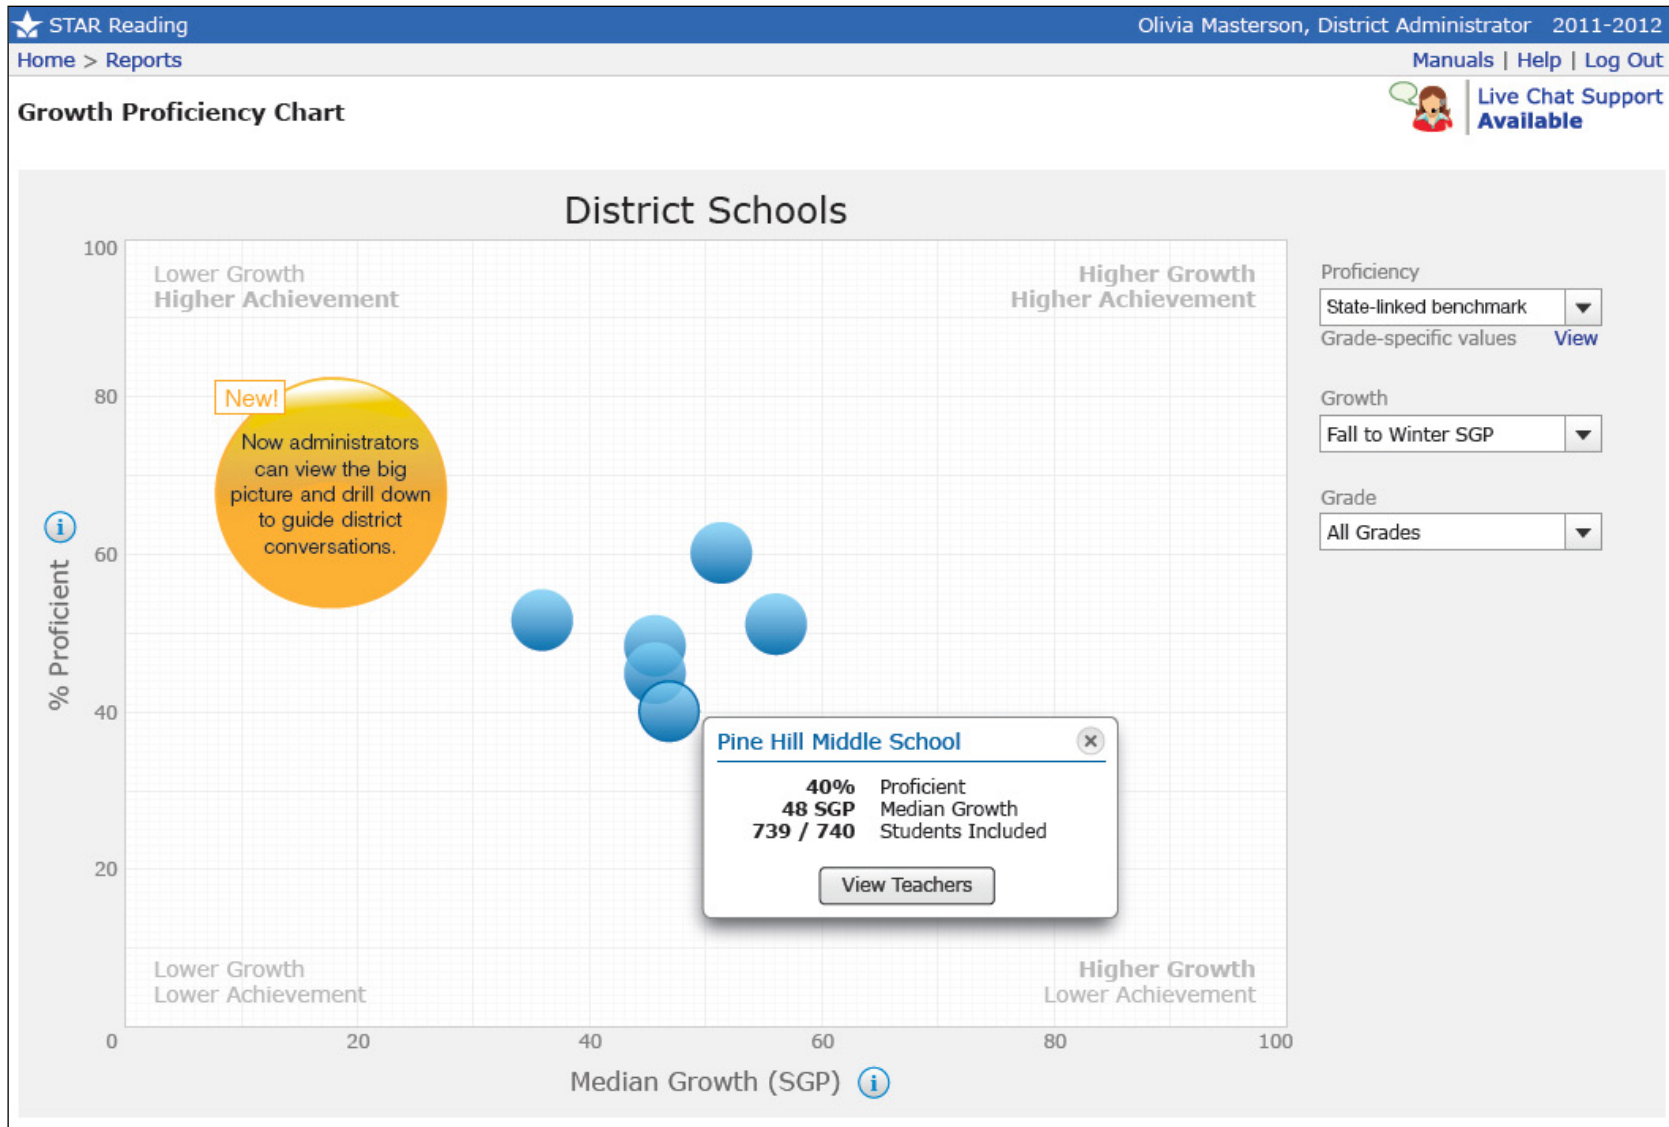 STAR Reading
Olivia Masterson, District Administrator 2011-2012
Home > Reports
Manuals | Help | Log Out
Growth Proficiency Chart
Live Chat Support
Available
District Schools
100
80
60
40
20
0
20
40
60
80
100
% Proficient
i
Median Growth (SGP)
i
Lower Growth
Higher Achievement
Higher Growth
Higher Achievement
New!
Now administrators
can view the big
picture and drill down
to guide district
conversations.
Pine Hill Middle School
40% Proficient
48 SGP Median Growth
739 / 740 Students Included
View Teachers
Lower Growth
Lower Achievement
Higher Growth
Lower Achievement
Proficiency
State-linked benchmark
Grade-specific values View
Growth
Fall to Winter SGP
Grade
All Grades